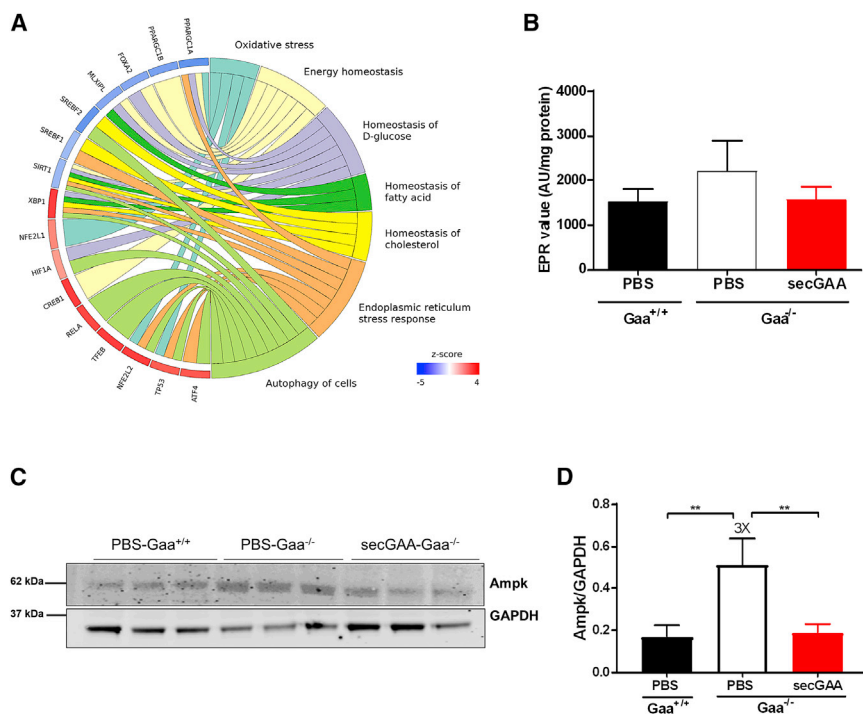 A
PPARGC1A
PPARGC1B
FOXA2
MLXIPL
SREBF2
SREBF1
SIRT1
XBP1
NFE2L1
HIF1A
CREB1
RELA
TFEB
NFE2L2
TP53
ATF4
Oxidative stress
Energy homeostasis
Homeostasis of
D-glucose
Homeostasis of
fatty acid
Homeostasis of
cholesterol
Endoplasmic reticulum
stress response
Autophagy of cells
z-score
-5 4
B
EPR value (AU/mg protein)
4000
3000
2000
1000
0
PBS PBS secGAA
Gaa+/+ Gaa-/-
C
PBS-Gaa+/+ PBS-Gaa-/- secGAA-Gaa-/-
62 kDa Ampk
37 kDa GAPDH
D
Ampk/GAPDH
0.8
0.6
0.4
0.2
0.0
** **
3X
PBS PBS secGAA
Gaa+/+ Gaa-/-